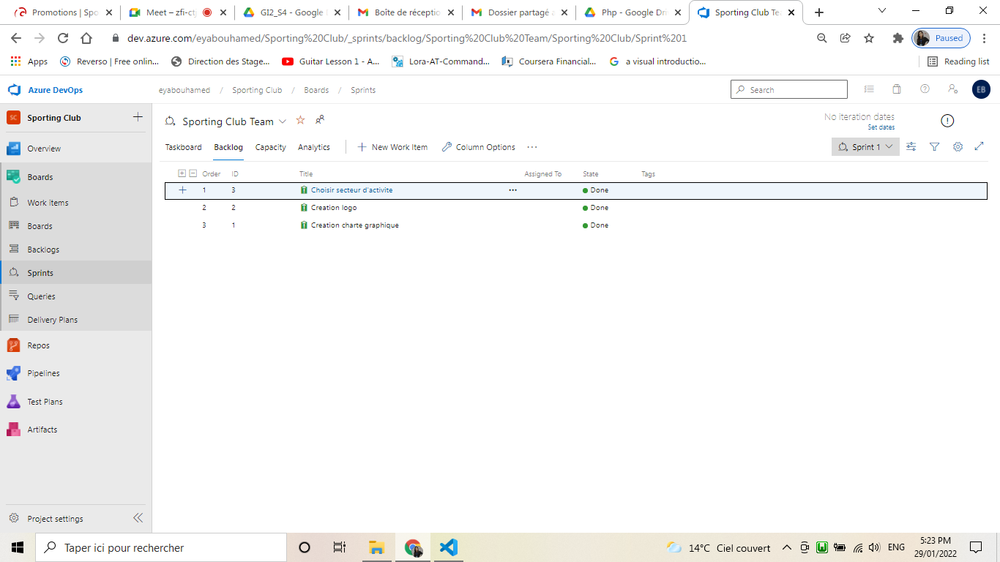 Promotions | Spo
Meet – zfi-ct
GI2_S4 - Google
Boîte de réceptio
Dossier partagé a
Php - Google Dri
Sporting Club Tea
dev.azure.com/eyabouhamed/Sporting%20Club/_sprints/backlog/Sporting%20Club%20Team/Sporting%20Club/Sprint%201
Paused
Apps
Reverso | Free onlin...
Direction des Stage...
Guitar Lesson 1 - A...
Lora-AT-Command...
Coursera Financial...
a visual introductio...
Reading list
Azure DevOps
eyabouhamed / Sporting Club / Boards / Sprints
Search
EB
SC Sporting Club
Overview
Boards
Work items
Boards
Backlogs
Sprints
Queries
Delivery Plans
Repos
Pipelines
Test Plans
Artifacts
Project settings
Sporting Club Team
No iteration dates
Set dates
Taskboard Backlog Capacity Analytics New Work Item Column Options ...
Sprint 1
Order ID Title Assigned To State Tags
1 3 Choisir secteur d'activite ... Done
2 2 Creation logo Done
3 1 Creation charte graphique Done
Taper ici pour rechercher
14°C Ciel couvert
ENG
5:23 PM
29/01/2022